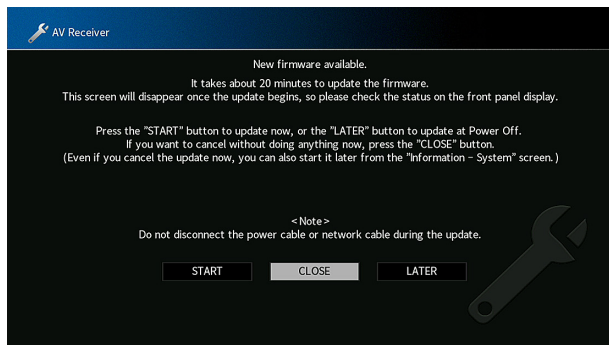 AV Receiver
New firmware available.
It takes about 20 minutes to update the firmware.
This screen will disappear once the update begins, so please check the status on the front panel display.
Press the "START" button to update now, or the "LATER" button to update at Power Off.
If you want to cancel without doing anything now, press the "CLOSE" button.
(Even if you cancel the update now, you can also start it later from the "Information – System" screen.)
<Note>
Do not disconnect the power cable or network cable during the update.
START
CLOSE
LATER